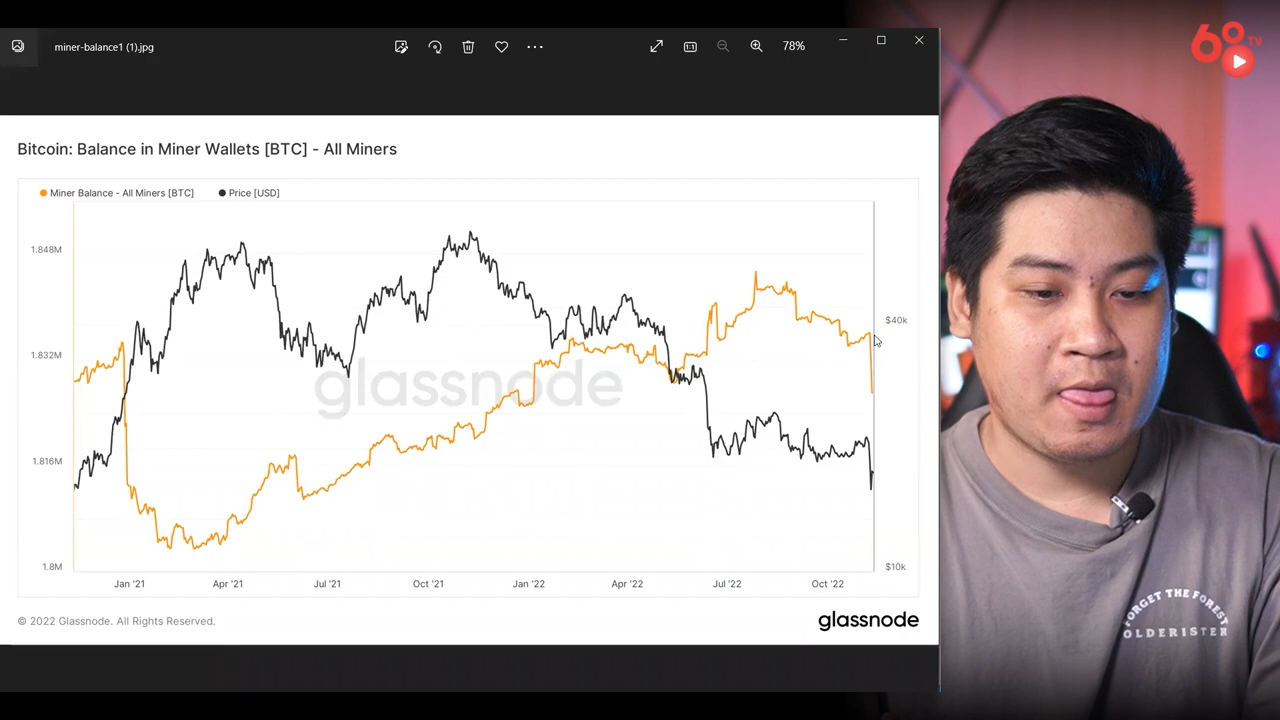 miner-balance1 (1).jpg
78%
68
TV
Bitcoin: Balance in Miner Wallets [BTC] - All Miners
Miner Balance - All Miners [BTC]
Price [USD]
1.848M
1.832M
1.816M
1.8M
$40k
$10k
glassnode
Jan '21
Apr '21
Jul '21
Oct '21
Jan '22
Apr '22
Jul '22
Oct '22
© 2022 Glassnode. All Rights Reserved.
glassnode
FORGET THE FOREST
OLDERISTEN